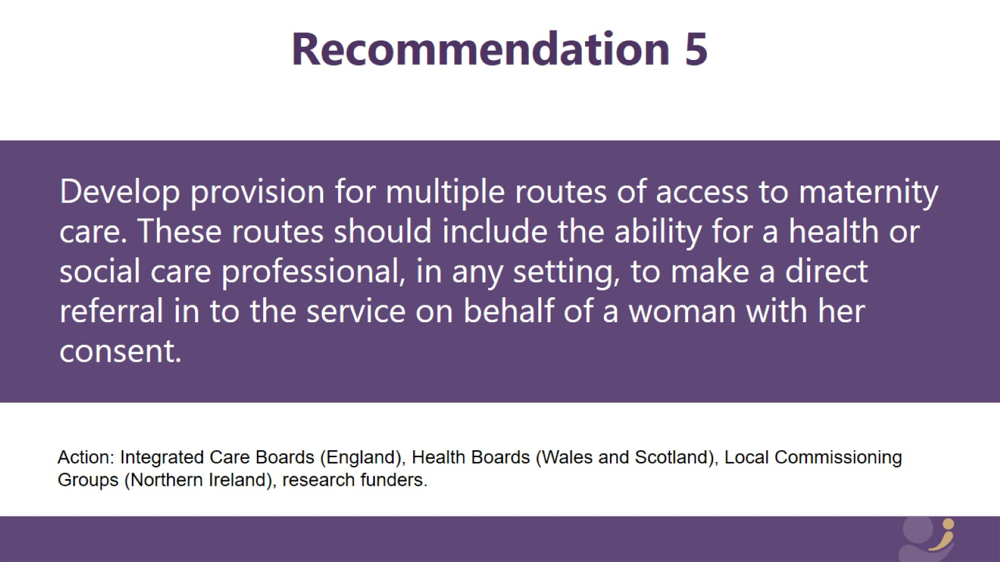 Recommendation 5
Develop provision for multiple routes of access to maternity
care. These routes should include the ability for a health or
social care professional, in any setting, to make a direct
referral in to the service on behalf of a woman with her
consent.
Action: Integrated Care Boards (England), Health Boards (Wales and Scotland), Local Commissioning
Groups (Northern Ireland), research funders.